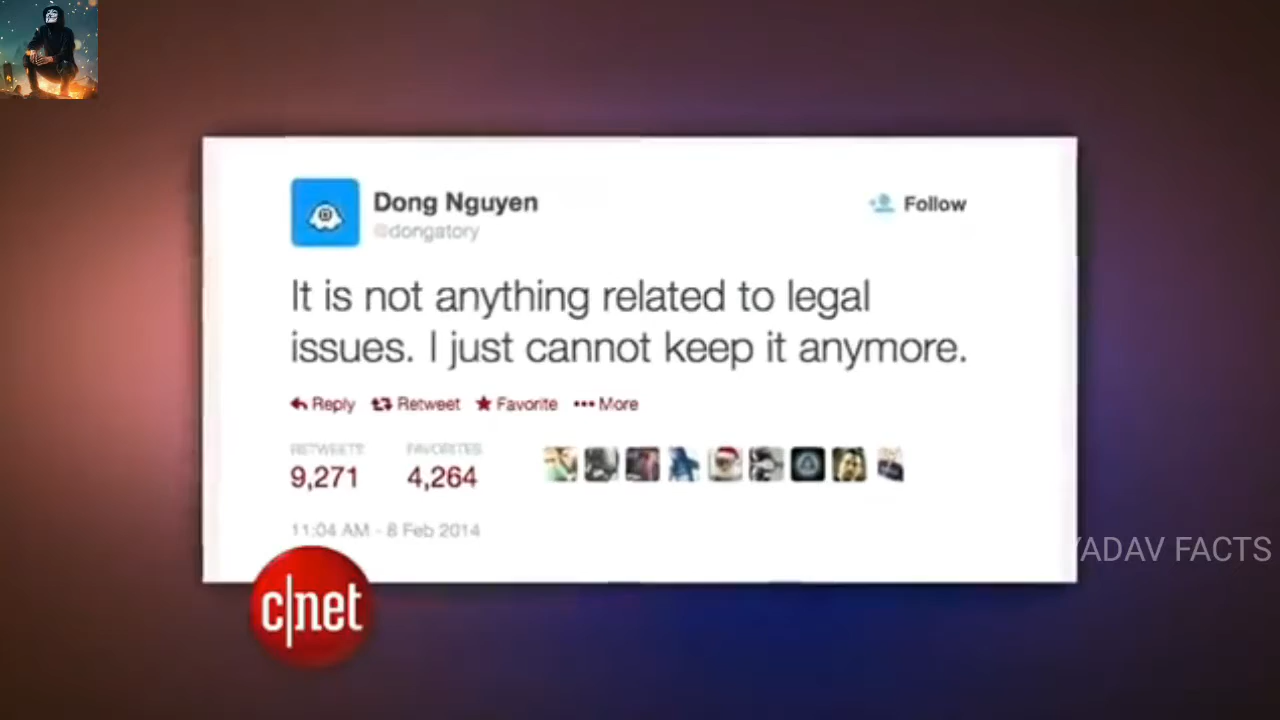 Dong Nguyen
@dongatory
Follow
It is not anything related to legal
issues. I just cannot keep it anymore.
Reply Retweet Favorite More
RETWEETS FAVORITES
9,271 4,264
11:04 AM - 8 Feb 2014
YADAV FACTS
c|net